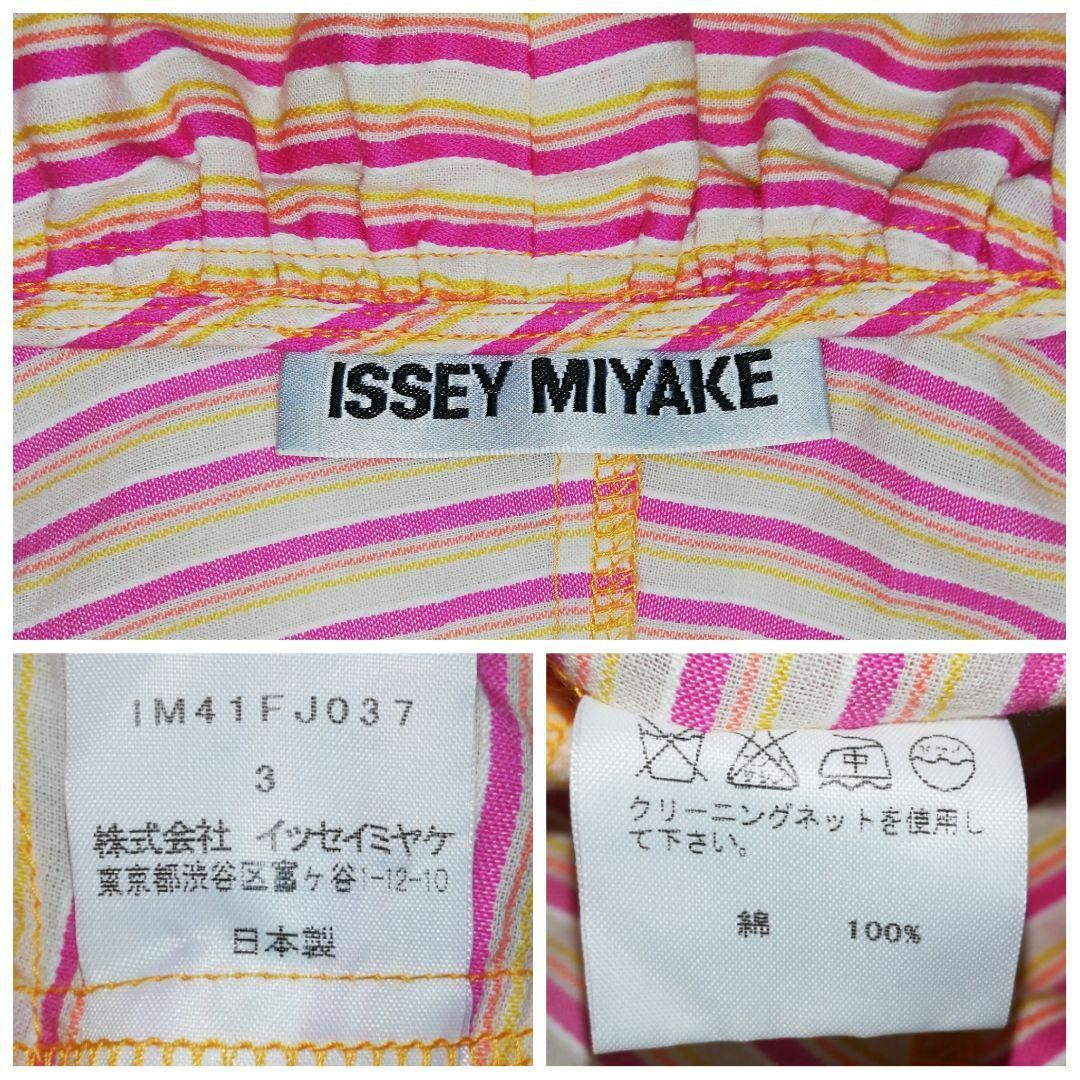 ISSEY MIYAKE
IM41FJ037
3
株式会社 イッセイミヤケ
東京都渋谷区富ヶ谷1-12-10
日本製
中
クリーニングネットを使用し
て下さい。
綿 100%